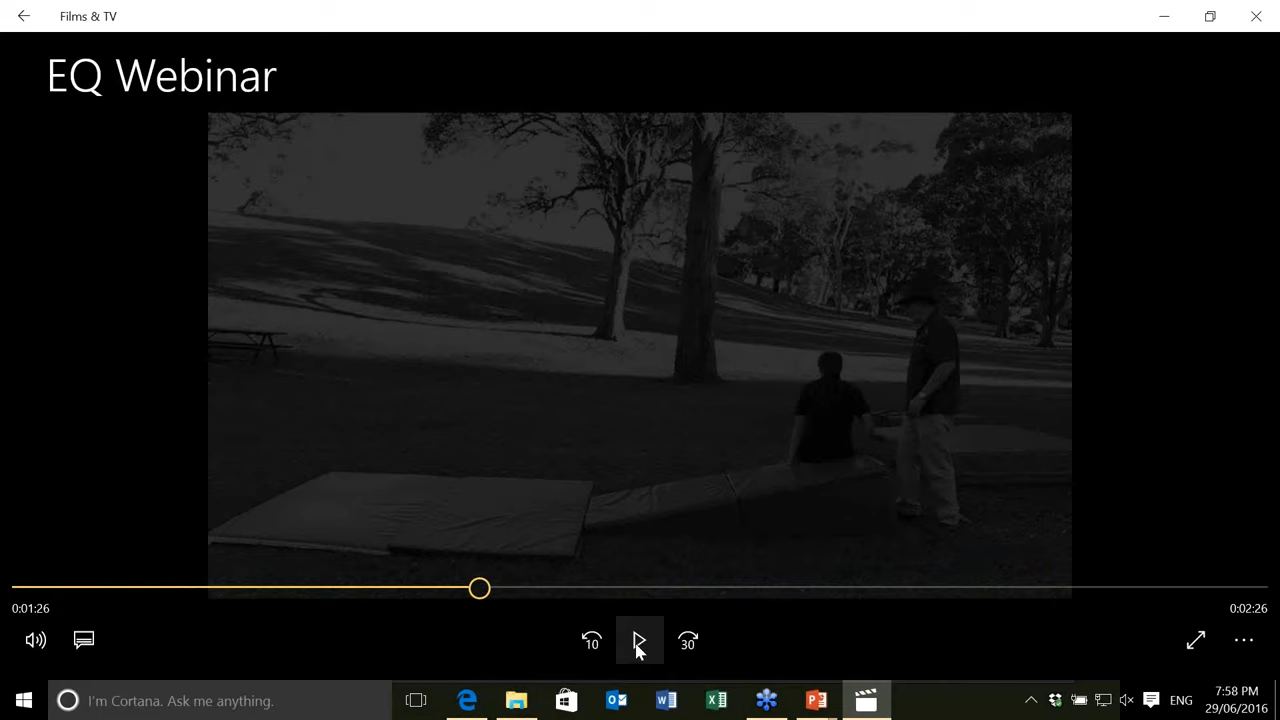 Films & TV
EQ Webinar
0:01:26
0:02:26
10
30
I'm Cortana. Ask me anything.
ENG
7:58 PM
29/06/2016